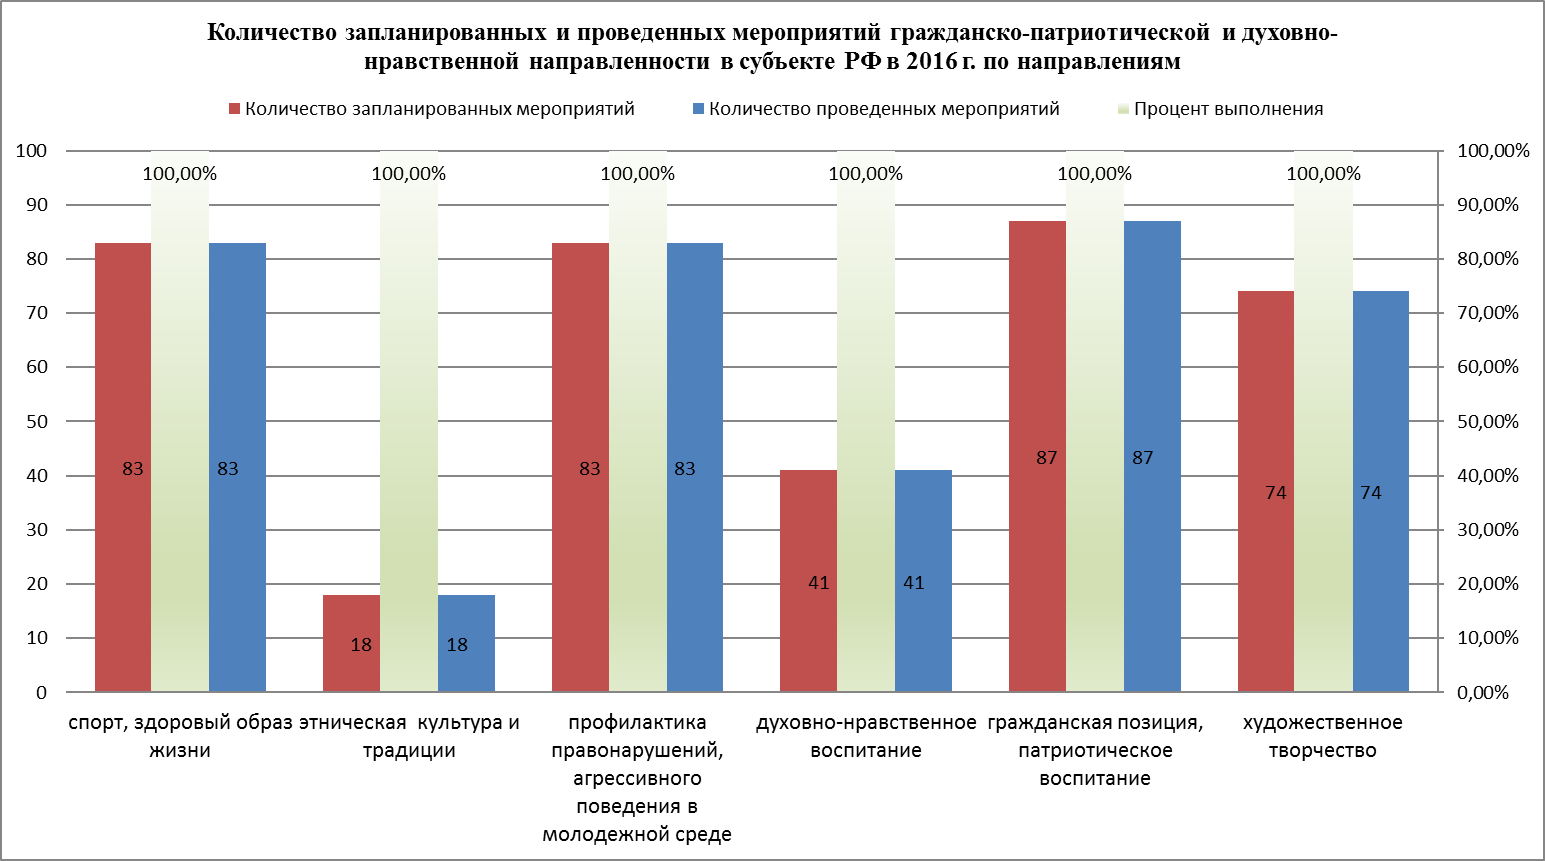 Количество запланированных и проведенных мероприятий гражданско-патриотической и духовно-
нравственной направленности в субъекте РФ в 2016 г. по направлениям
Количество запланированных мероприятий Количество проведенных мероприятий Процент выполнения
100 100,00%
100,00% 100,00% 100,00% 100,00% 100,00% 100,00%
90 90,00%
80 80,00%
70 70,00%
60 60,00%
50 50,00%
40 40,00%
30 30,00%
20 20,00%
10 10,00%
0 0,00%
83 83
18 18
83 83
41 41
87 87
74 74
спорт, здоровый образ
жизни
этническая культура и
традиции
профилактика
правонарушений,
агрессивного
поведения в
молодежной среде
духовно-нравственное
воспитание
гражданская позиция,
патриотическое
воспитание
художественное
творчество